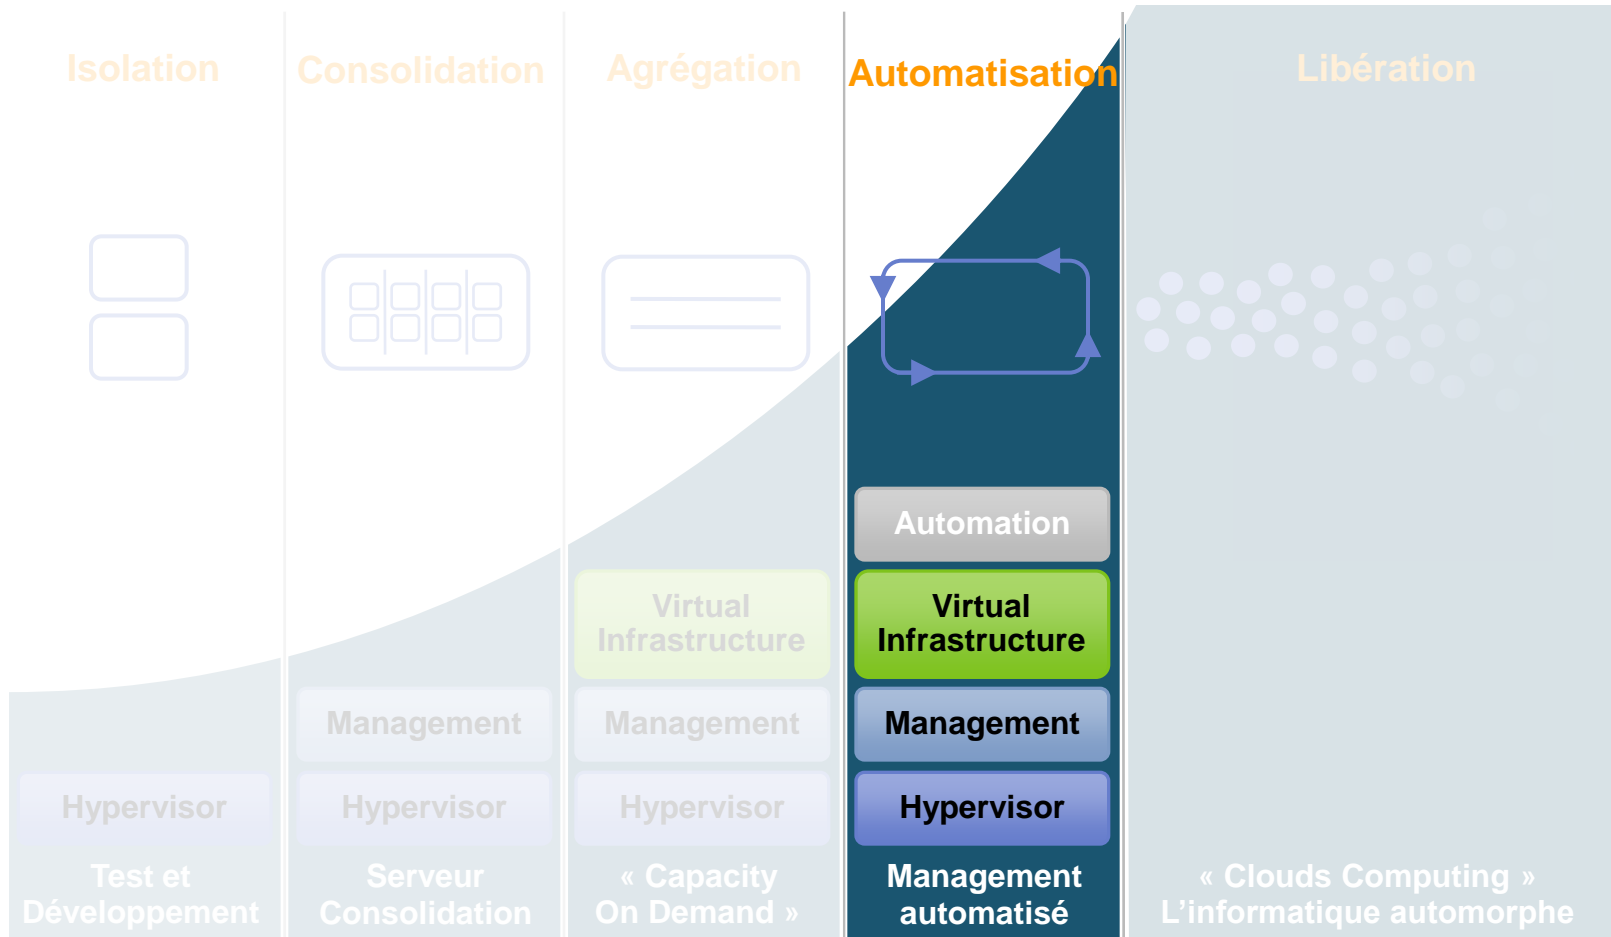 Isolation
Consolidation
Agrégation
Automatisation
Libération
Automation
Virtual
Infrastructure
Virtual
Infrastructure
Management
Management
Management
Hypervisor
Hypervisor
Hypervisor
Hypervisor
Test et
Développement
Serveur
Consolidation
« Capacity
On Demand »
Management
automatisé
« Clouds Computing »
L'informatique automorphe